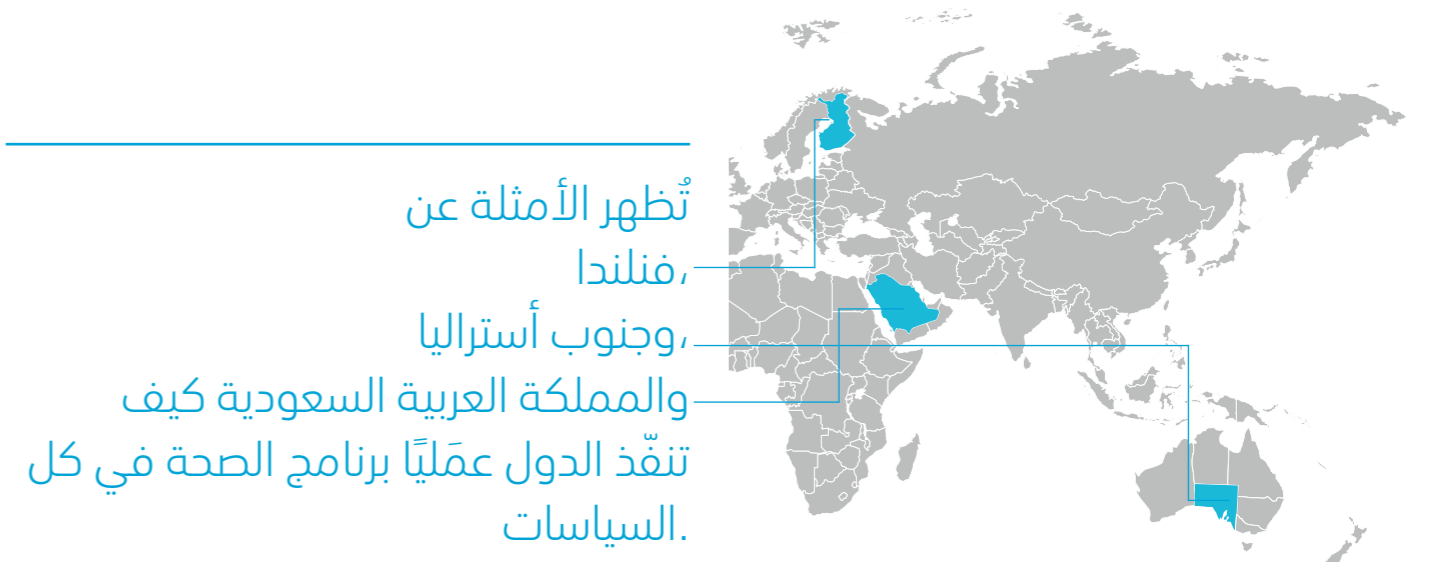 تُظهر الأمثلة عن
فنلندا،
وجنوب أستراليا،
والمملكة العربية السعودية كيف
تنفّذ الدول عمَليًا برنامج الصحة في كل
السياسات.